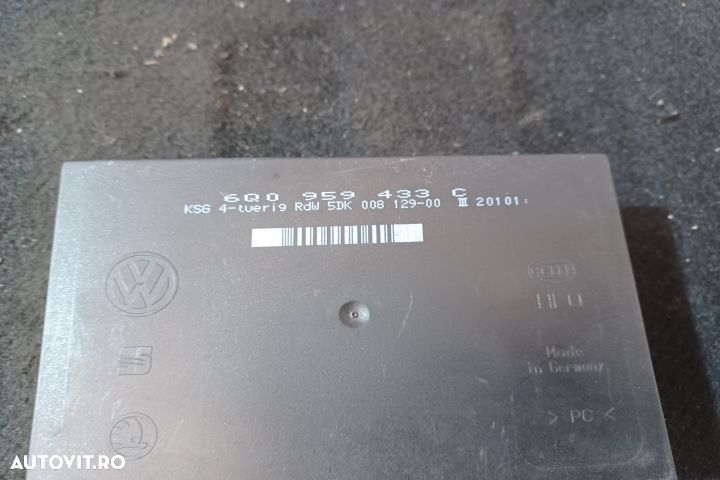 6Q0 959 433 C
KSG 4-tuerig RdW 5DK 008 129-00 III 20101:
HELLA
Made
in Germany
> PC <
AUTOVIT.RO